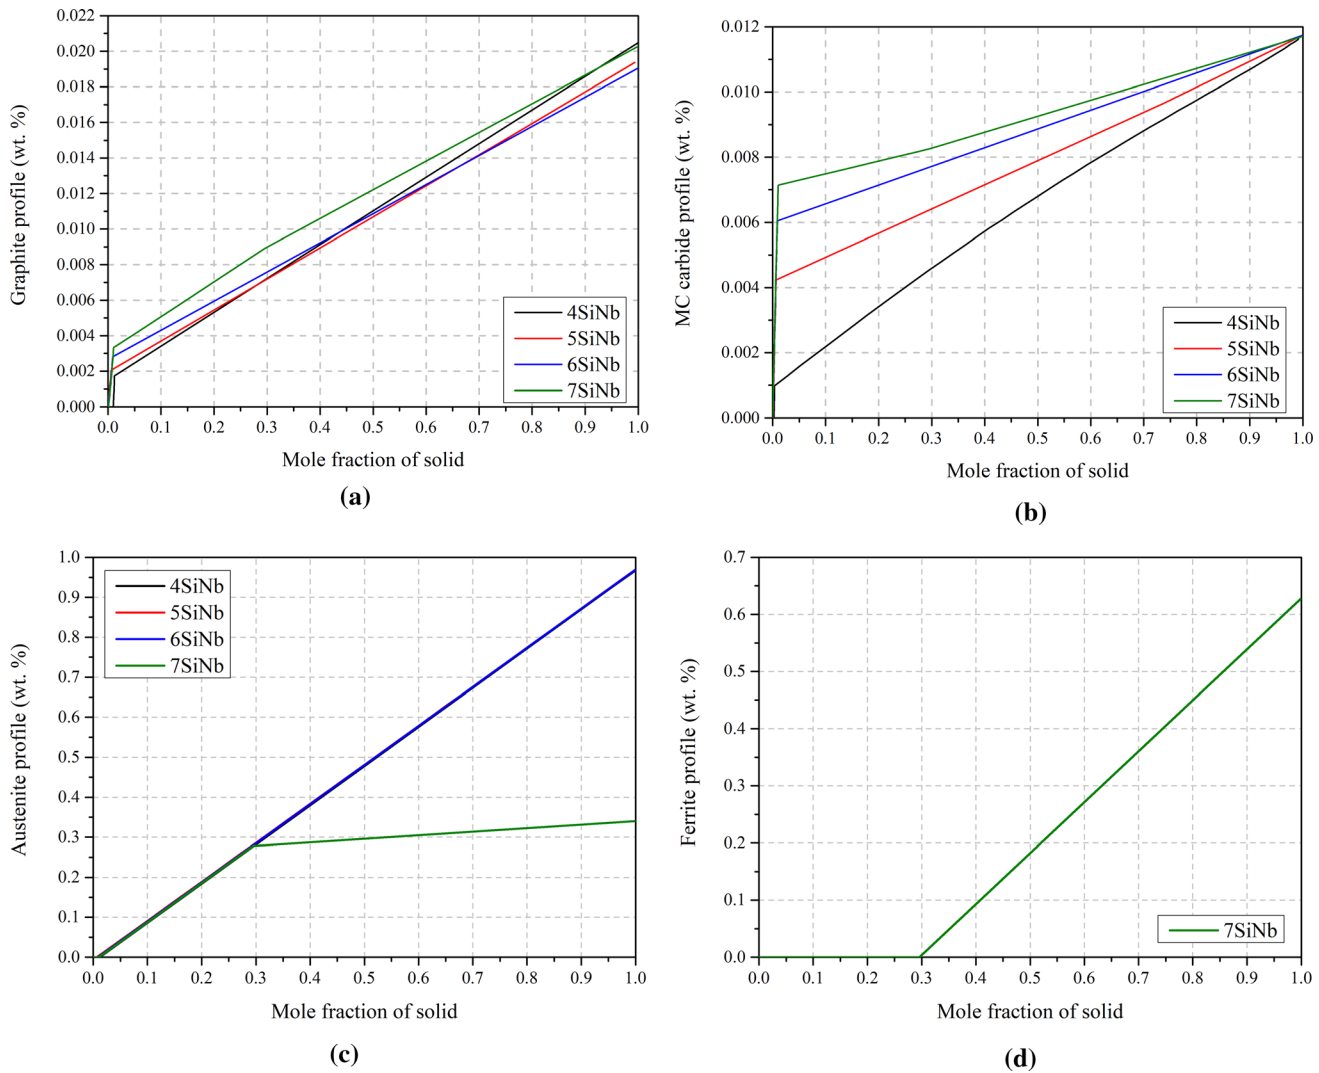 Graphite profile (wt. %)
0.022
0.020
0.018
0.016
0.014
0.012
0.010
0.008
0.006
0.004
0.002
0.000
4SiNb
5SiNb
6SiNb
7SiNb
0.0 0.1 0.2 0.3 0.4 0.5 0.6 0.7 0.8 0.9 1.0
Mole fraction of solid
(a)
MC carbide profile (wt. %)
0.012
0.010
0.008
0.006
0.004
0.002
0.000
4SiNb
5SiNb
6SiNb
7SiNb
0.0 0.1 0.2 0.3 0.4 0.5 0.6 0.7 0.8 0.9 1.0
Mole fraction of solid
(b)
Austenite profile (wt. %)
1.0
0.9
0.8
0.7
0.6
0.5
0.4
0.3
0.2
0.1
0.0
4SiNb
5SiNb
6SiNb
7SiNb
0.0 0.1 0.2 0.3 0.4 0.5 0.6 0.7 0.8 0.9 1.0
Mole fraction of solid
(c)
Ferrite profile (wt. %)
0.7
0.6
0.5
0.4
0.3
0.2
0.1
0.0
7SiNb
0.0 0.1 0.2 0.3 0.4 0.5 0.6 0.7 0.8 0.9 1.0
Mole fraction of solid
(d)